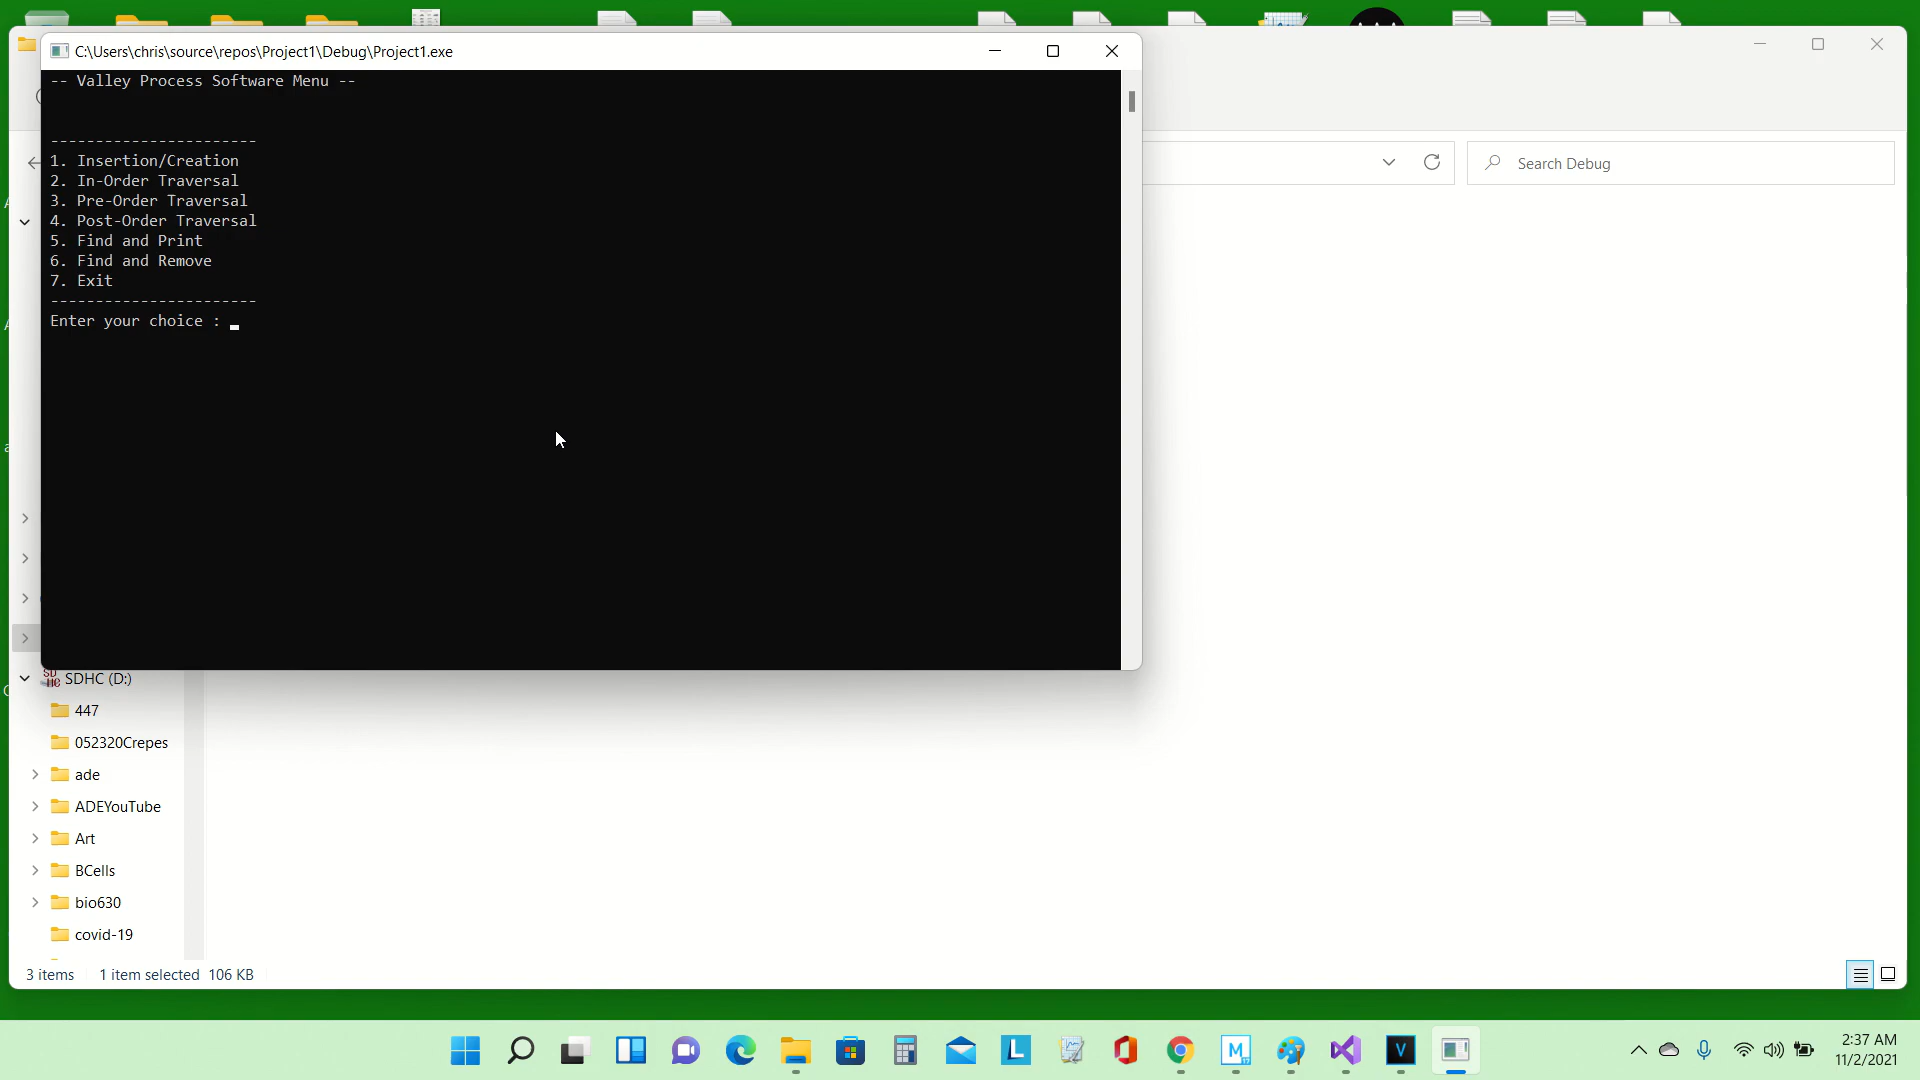 C:\Users\chris\source\repos\Project1\Debug\Project1.exe
-- Valley Process Software Menu --
-----------------------
1. Insertion/Creation
2. In-Order Traversal
3. Pre-Order Traversal
4. Post-Order Traversal
5. Find and Print
6. Find and Remove
7. Exit
-----------------------
Enter your choice :
Search Debug
SDHC (D:)
447
052320Crepes
ade
ADEYouTube
Art
BCells
bio630
covid-19
3 items 1 item selected 106 KB
2:37 AM
11/2/2021